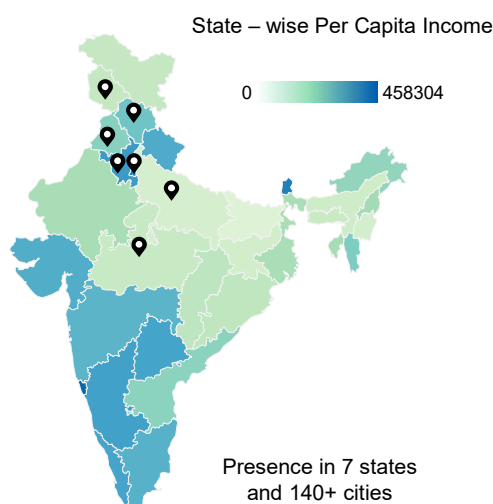 State – wise Per Capita Income
0 458304
Presence in 7 states
and 140+ cities